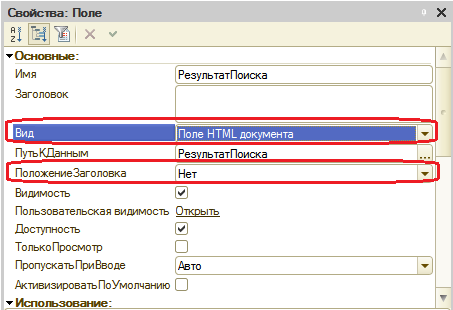 Свойства: Поле
Основные:
Имя РезультатПоиска
Заголовок
Вид Поле HTML документа
ПутьКДанным РезультатПоиска ...
ПоложениеЗаголовка Нет
Видимость
Пользовательская видимость Открыть
Доступность
ТолькоПросмотр
ПропускатьПриВводе Авто
АктивизироватьПоУмолчанию
Использование: